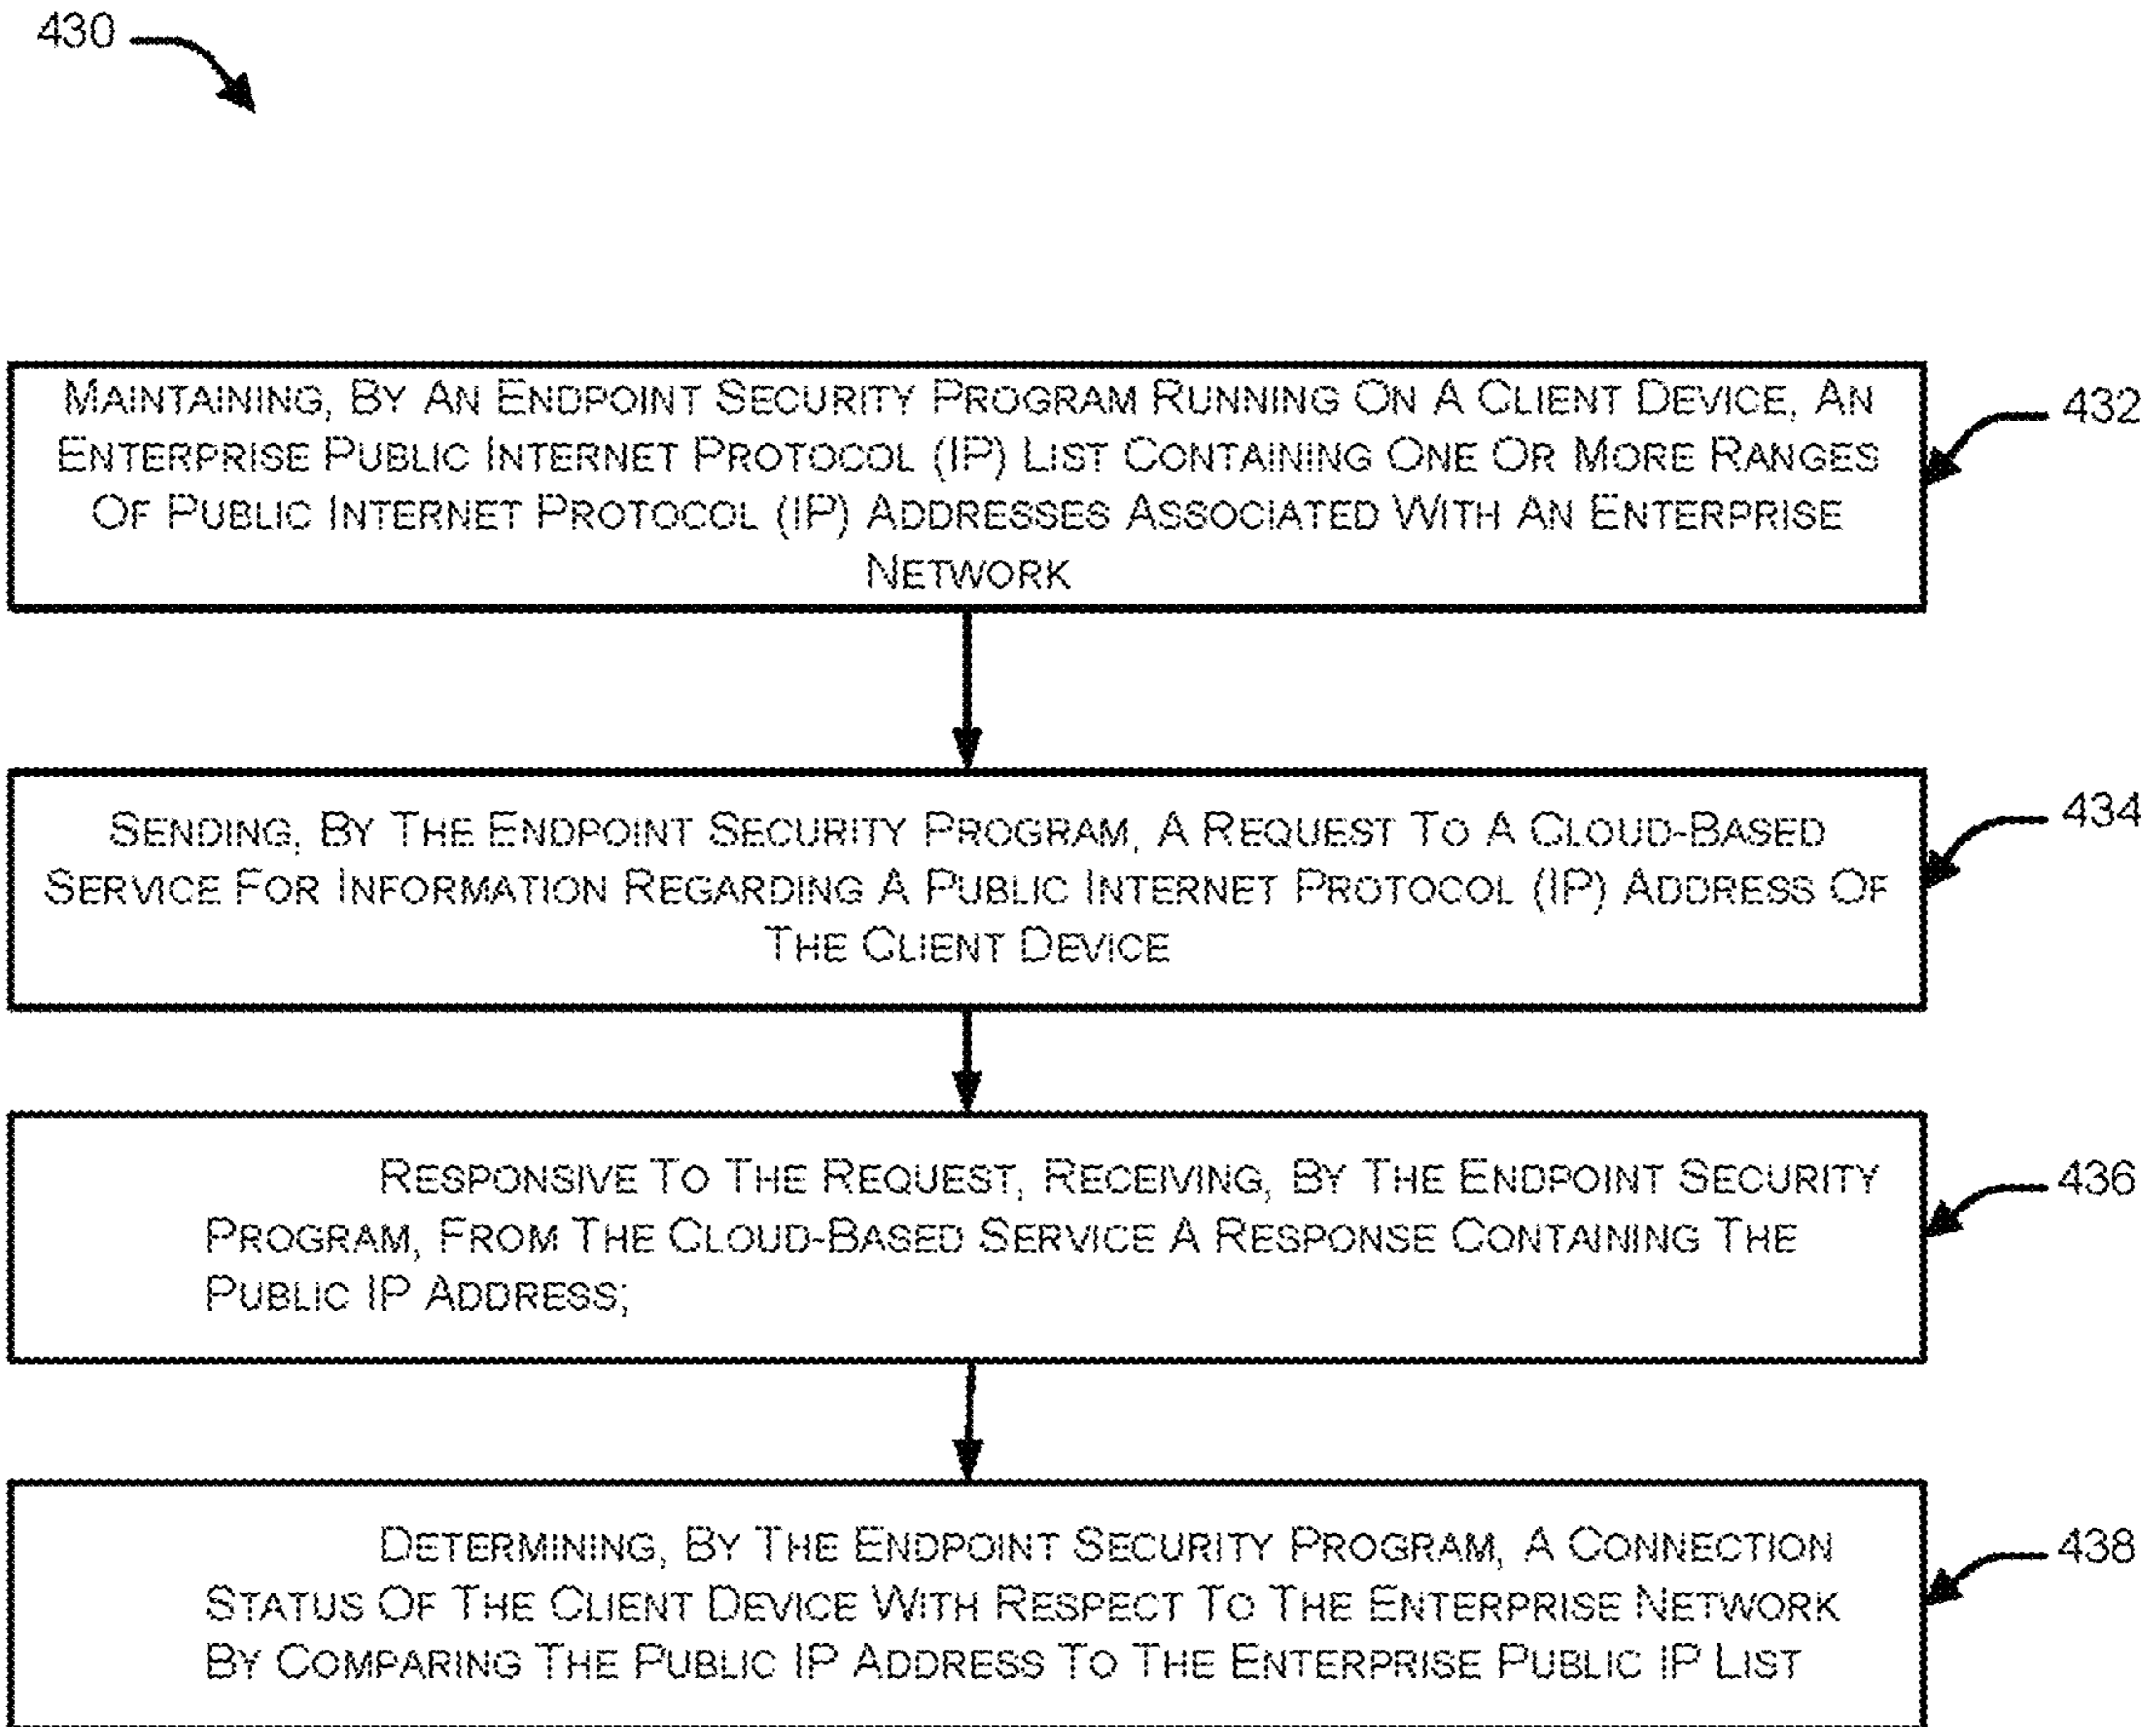 430
MAINTAINING, BY AN ENDPOINT SECURITY PROGRAM RUNNING ON A CLIENT DEVICE, AN
ENTERPRISE PUBLIC INTERNET PROTOCOL (IP) LIST CONTAINING ONE OR MORE RANGES
OF PUBLIC INTERNET PROTOCOL (IP) ADDRESSES ASSOCIATED WITH AN ENTERPRISE
NETWORK
432
SENDING, BY THE ENDPOINT SECURITY PROGRAM, A REQUEST TO A CLOUD-BASED
SERVICE FOR INFORMATION REGARDING A PUBLIC INTERNET PROTOCOL (IP) ADDRESS OF
THE CLIENT DEVICE
434
RESPONSIVE TO THE REQUEST, RECEIVING, BY THE ENDPOINT SECURITY
PROGRAM, FROM THE CLOUD-BASED SERVICE A RESPONSE CONTAINING THE
PUBLIC IP ADDRESS;
436
DETERMINING, BY THE ENDPOINT SECURITY PROGRAM, A CONNECTION
STATUS OF THE CLIENT DEVICE WITH RESPECT TO THE ENTERPRISE NETWORK
BY COMPARING THE PUBLIC IP ADDRESS TO THE ENTERPRISE PUBLIC IP LIST
438